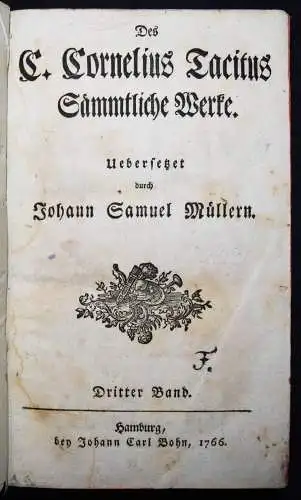 Des
C. Cornelius Tacitus
Sämmtliche Werke.
Uebersetzet
durch
Johann Samuel Müllern.
F.
Dritter Band.
Hamburg,
bey Johann Carl Bohn, 1766.